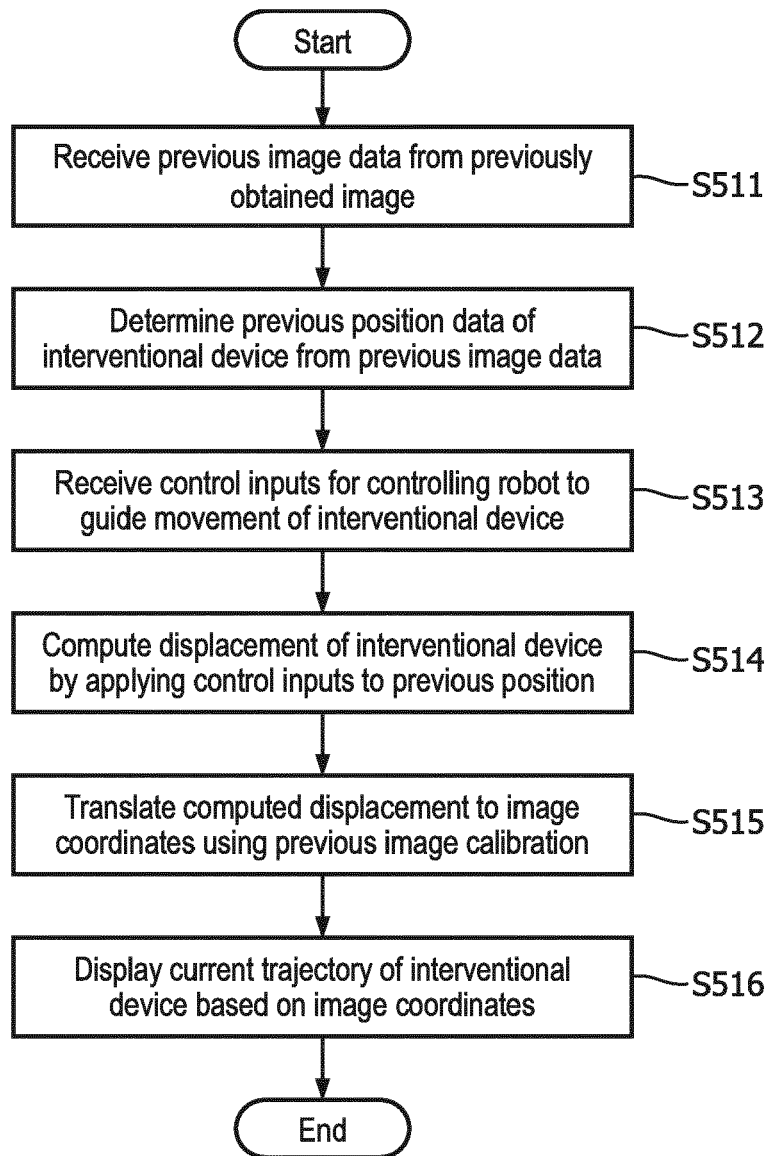 Start
Receive previous image data from previously
obtained image
S511
Determine previous position data of
interventional device from previous image data
S512
Receive control inputs for controlling robot to
guide movement of interventional device
S513
Compute displacement of interventional device
by applying control inputs to previous position
S514
Translate computed displacement to image
coordinates using previous image calibration
S515
Display current trajectory of interventional
device based on image coordinates
S516
End